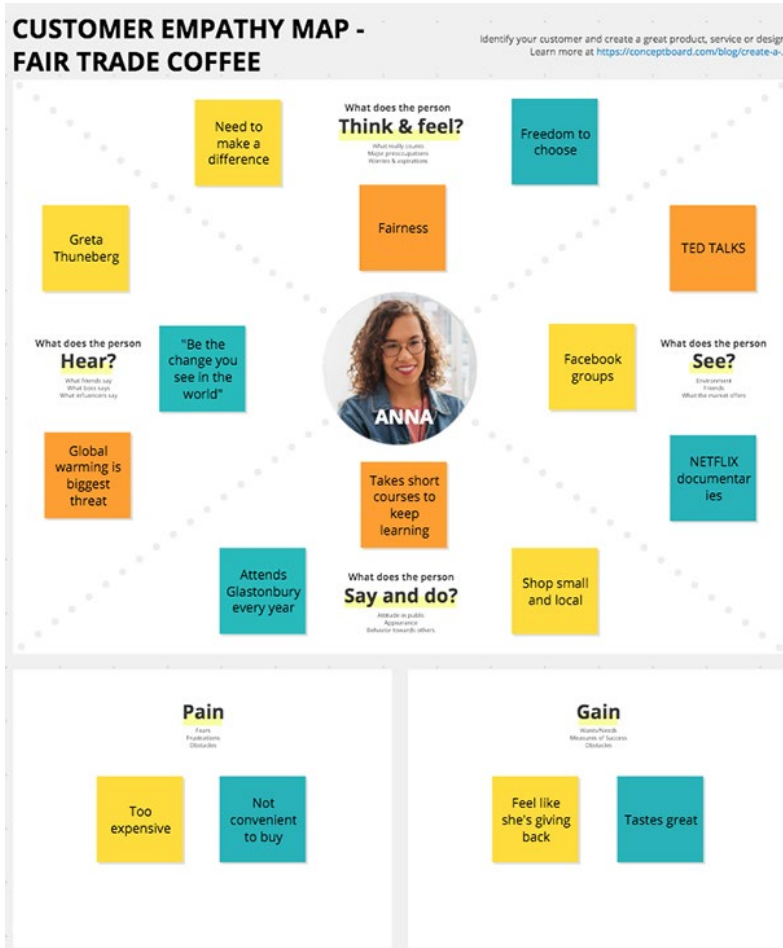 CUSTOMER EMPATHY MAP -
FAIR TRADE COFFEE
Identify your customer and create a great product, service or design
Learn more at https://conceptboard.com/blog/create-a-..
What does the person
Think & feel?
What really counts
Major preoccupations
Worries & aspirations
Need to
make a
difference
Freedom to
choose
Fairness
Greta
Thuneberg
TED TALKS
What does the person
Hear?
What friends say
What boss says
What influencers say
"Be the
change you
see in the
world"
Facebook
groups
What does the person
See?
Environment
Friends
What the market offers
ANNA
Global
warming is
biggest
threat
NETFLIX
documentar
ies
Takes short
courses to
keep
learning
Attends
Glastonbury
every year
What does the person
Say and do?
Attitude in public
Appearance
Behavior towards others
Shop small
and local
Pain
Fears
Frustrations
Obstacles
Too
expensive
Not
convenient
to buy
Gain
Wants/Needs
Measures of Success
Obstacles
Feel like
she's giving
back
Tastes great